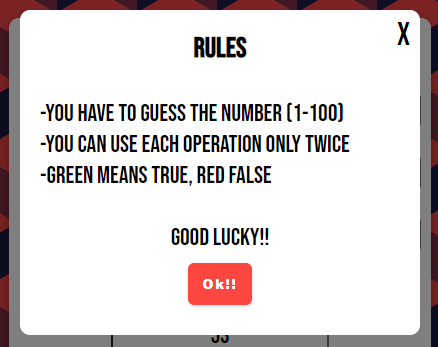 RULES
X
-YOU HAVE TO GUESS THE NUMBER (1-100)
-YOU CAN USE EACH OPERATION ONLY TWICE
-GREEN MEANS TRUE, RED FALSE
GOOD LUCKY!!
Ok!!